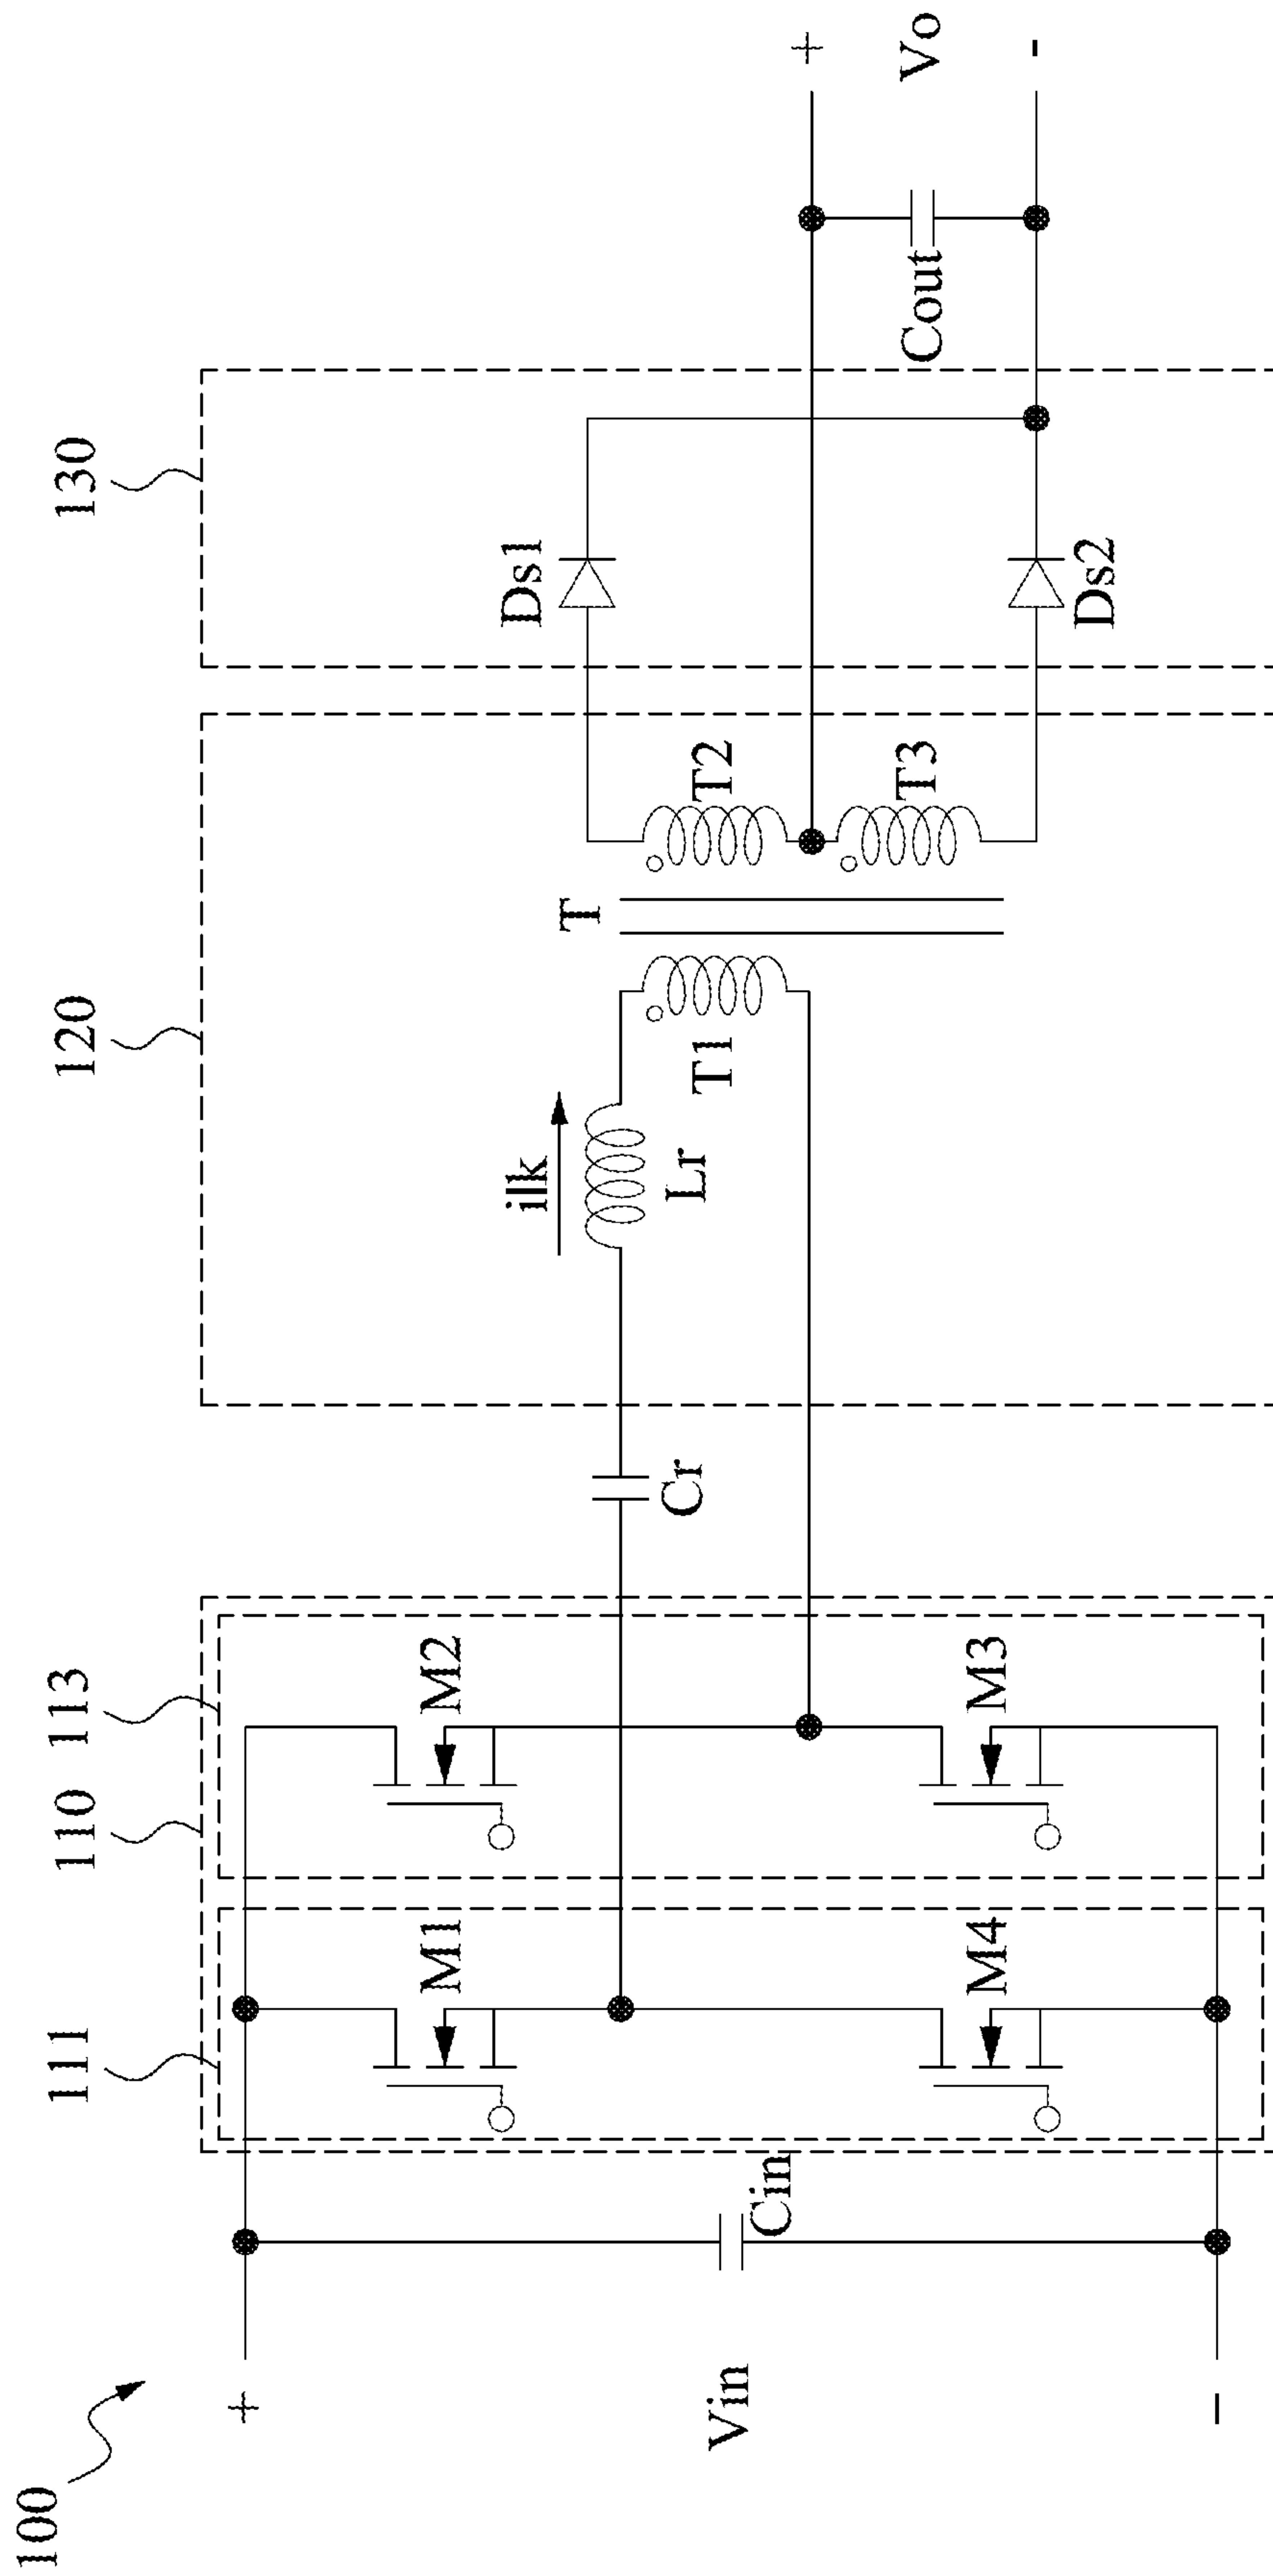 100
111
110
113
120
130
+
Vin
-
Cin
M1
M4
M2
M3
Cr
ilk
Lr
T1
T
T2
T3
Ds1
Ds2
Cout
+
Vo
-